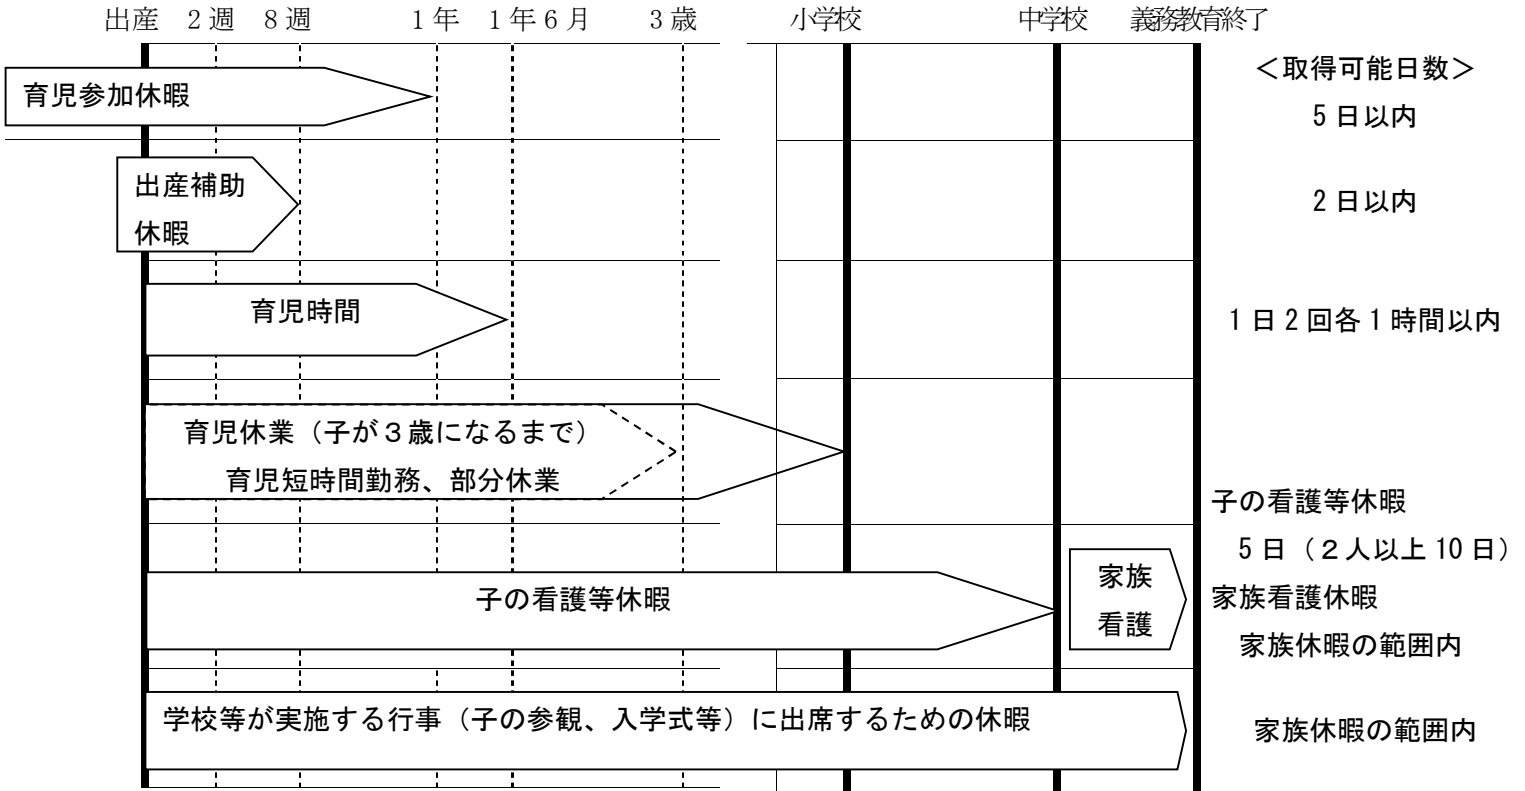 出産 2週 8週 1年 1年6月 3歳 小学校 中学校 義務教育終了
＜取得可能日数＞
育児参加休暇
5日以内
出産補助
休暇
2日以内
育児時間
1日2回各1時間以内
育児休業（子が３歳になるまで）
育児短時間勤務、部分休業
子の看護等休暇
5日（２人以上10日）
家族
看護
子の看護等休暇
家族看護休暇
家族休暇の範囲内
学校等が実施する行事（子の参観、入学式等）に出席するための休暇
家族休暇の範囲内